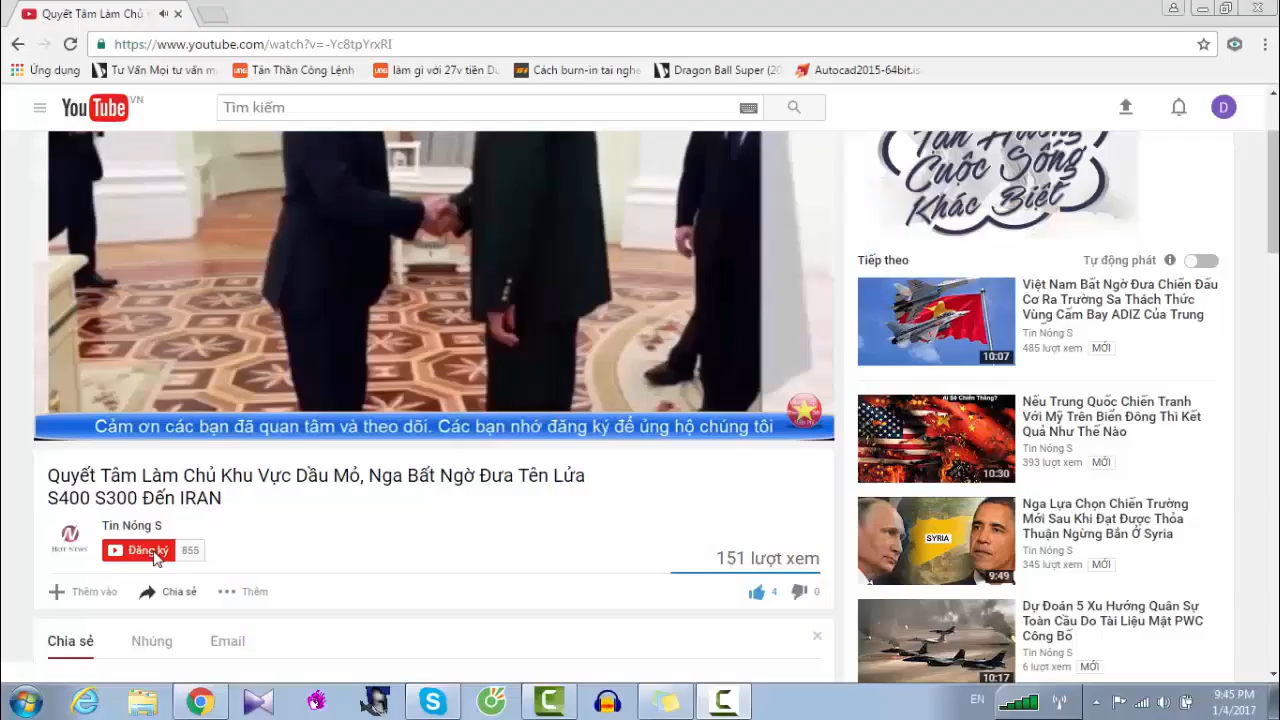 Quyết Tâm Làm Chủ
https://www.youtube.com/watch?v=-Yc8tpYrxRI
Ứng dụng
Tư Vấn Mọi tư vấn m
Tân Thần Công Lệnh
làm gì với 27v tiên Du
Cách burn-in tai nghe
Dragon Ball Super (20
Autocad2015-64bit.is
YouTube VN
Tìm kiếm
D
Tận Hưởng
Cuộc Sống
Khác Biệt
Cảm ơn các bạn đã quan tâm và theo dõi. Các bạn nhớ đăng ký để ủng hộ chúng tôi
Quyết Tâm Làm Chủ Khu Vực Dầu Mỏ, Nga Bất Ngờ Đưa Tên Lửa
S400 S300 Đến IRAN
N
HOT NEWS
Tin Nóng S
Đăng ký 855
151 lượt xem
Thêm vào
Chia sẻ
Thêm
4
0
Chia sẻ
Nhúng
Email
Tiếp theo
Tự động phát
10:07
Việt Nam Bất Ngờ Đưa Chiến Đấu
Cơ Ra Trường Sa Thách Thức
Vùng Cấm Bay ADIZ Của Trung
Tin Nóng S
485 lượt xem MỚI
Ai Sẽ Chiến Thắng?
10:30
Nếu Trung Quốc Chiến Tranh
Với Mỹ Trên Biển Đông Thì Kết
Quả Như Thế Nào
Tin Nóng S
393 lượt xem MỚI
SYRIA
9:49
Nga Lựa Chọn Chiến Trường
Mới Sau Khi Đạt Được Thỏa
Thuận Ngừng Bắn Ở Syria
Tin Nóng S
345 lượt xem MỚI
10:17
Dự Đoán 5 Xu Hướng Quân Sự
Toàn Cầu Do Tài Liệu Mật PWC
Công Bố
Tin Nóng S
6 lượt xem MỚI
EN
9:45 PM
1/4/2017